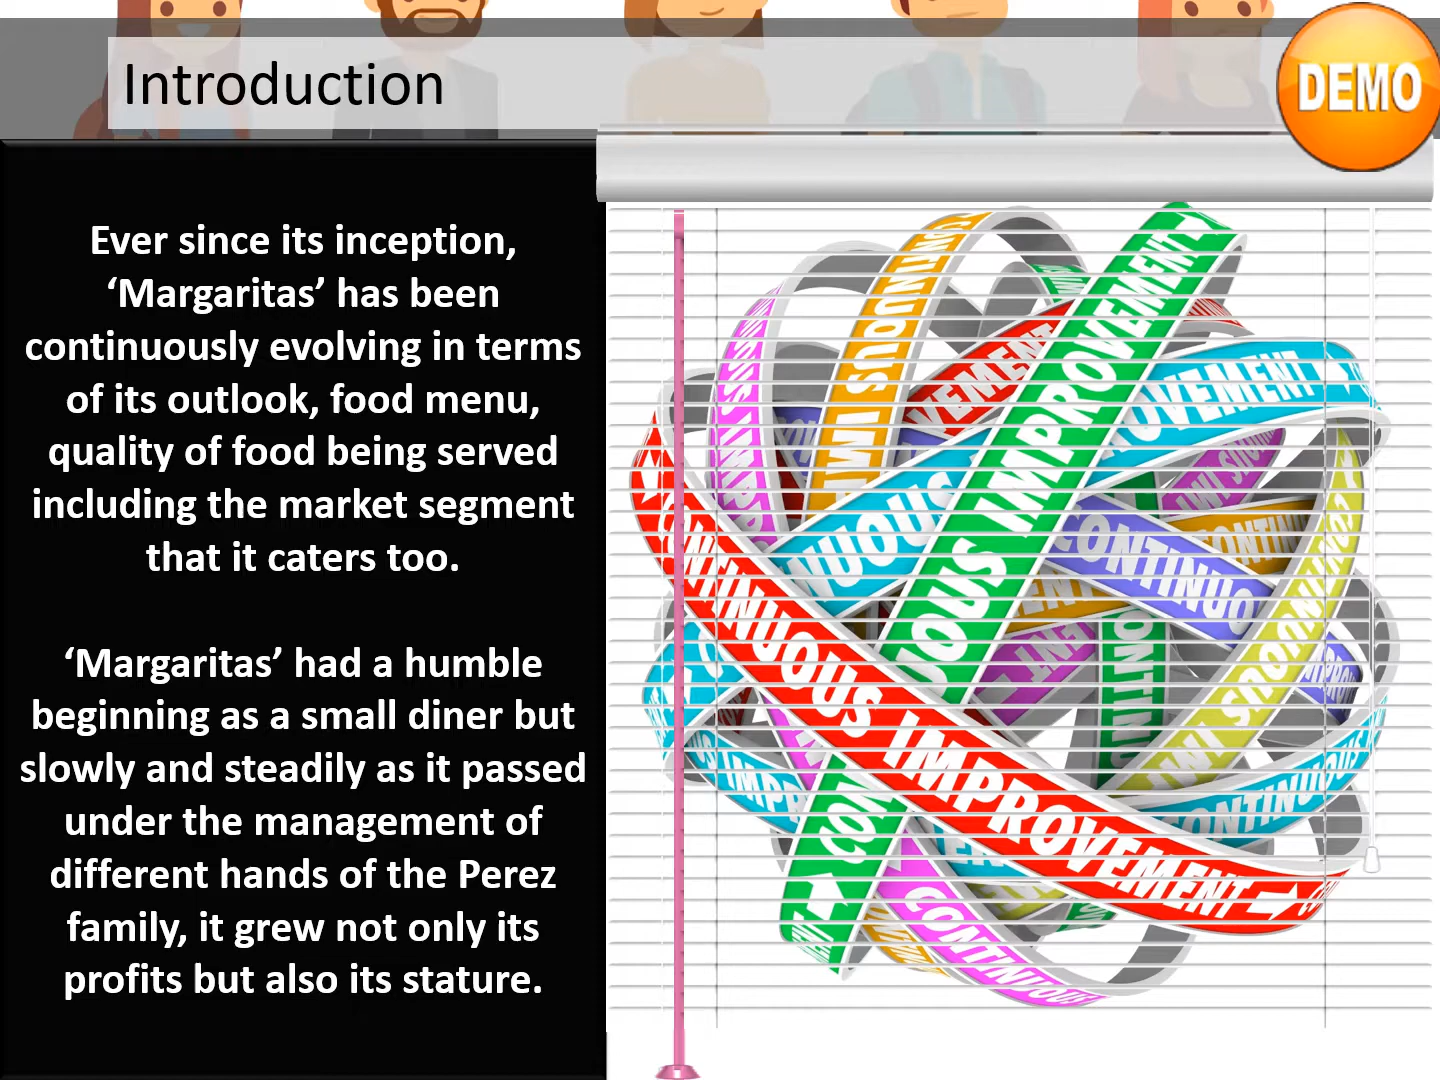 Introduction
DEMO
Ever since its inception,
‘Margaritas’ has been
continuously evolving in terms
of its outlook, food menu,
quality of food being served
including the market segment
that it caters too.
‘Margaritas’ had a humble
beginning as a small diner but
slowly and steadily as it passed
under the management of
different hands of the Perez
family, it grew not only its
profits but also its stature.
CONTINUOUS IMPROVEMENT
CONTINUOUS
CONTINUOUS
CONTINUOUS